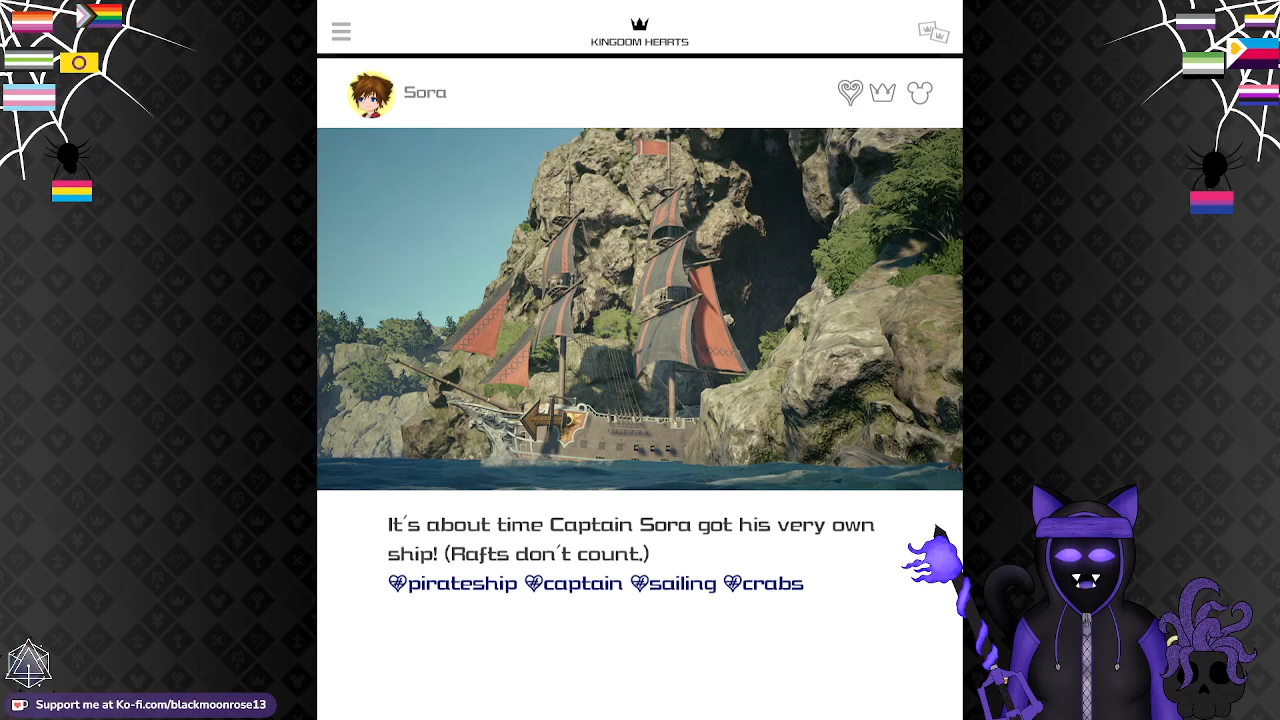 KINGDOM HEARTS
Sora
It's about time Captain Sora got his very own
ship! (Rafts don't count.)
pirateship captain sailing crabs
Support me at Ko-fi.com/blackmoonrose13